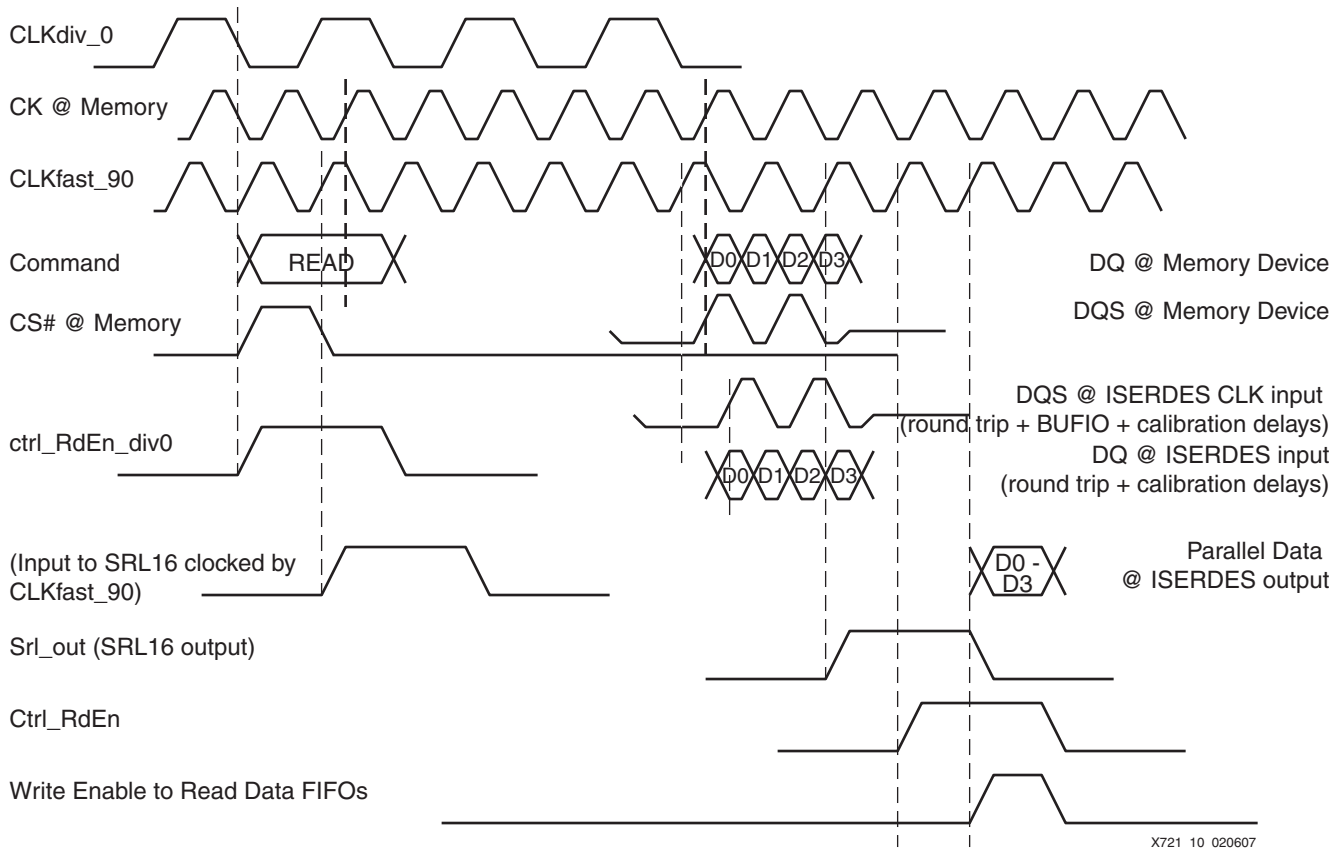 CLKdiv_0
CK @ Memory
CLKfast_90
Command
READ
D0 D1 D2 D3
DQ @ Memory Device
CS# @ Memory
DQS @ Memory Device
DQS @ ISERDES CLK input
(round trip + BUFIO + calibration delays)
ctrl_RdEn_div0
D0 D1 D2 D3
DQ @ ISERDES input
(round trip + calibration delays)
(Input to SRL16 clocked by
CLKfast_90)
D0 -
D3
Parallel Data
@ ISERDES output
Srl_out (SRL16 output)
Ctrl_RdEn
Write Enable to Read Data FIFOs
X721_10_020607